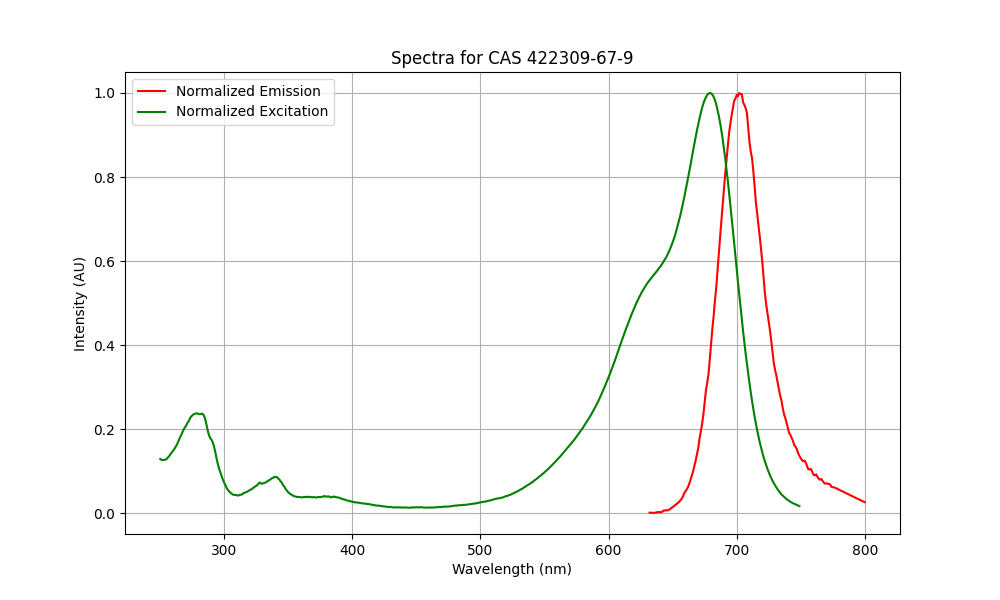 Spectra for CAS 422309-67-9
Normalized Emission
Normalized Excitation
Intensity (AU)
1.0
0.8
0.6
0.4
0.2
0.0
300 400 500 600 700 800
Wavelength (nm)